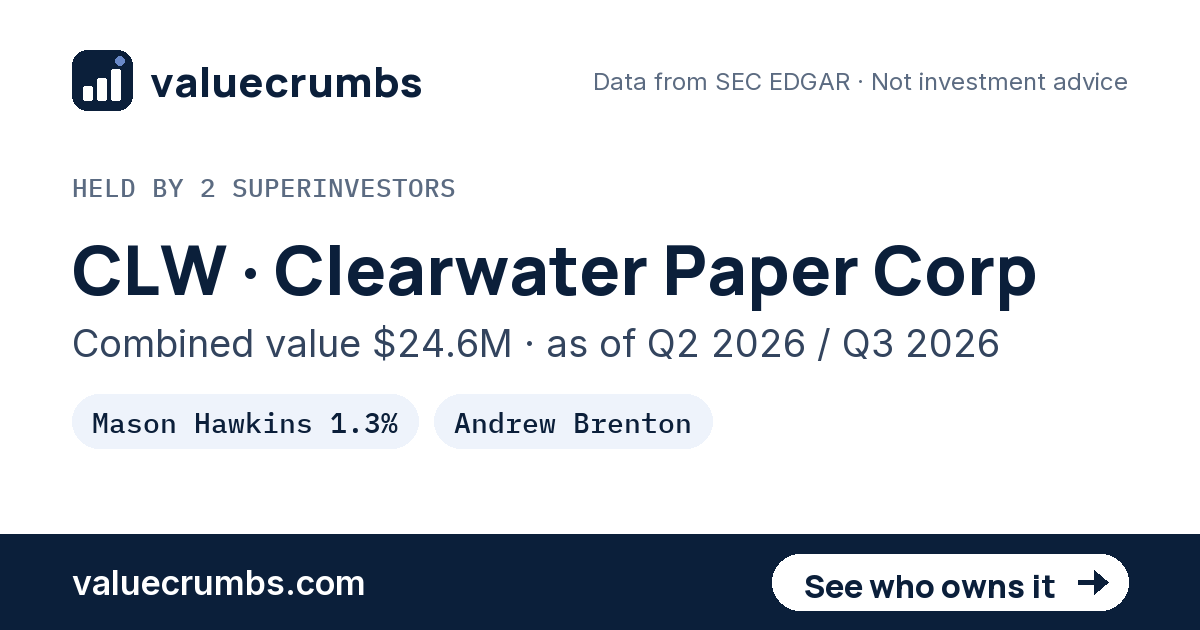 valuecrumbs
Data from SEC EDGAR · Not investment advice
HELD BY 2 SUPERINVESTORS
CLW · Clearwater Paper Corp
Combined value $24.6M · as of Q2 2026 / Q3 2026
Mason Hawkins 1.3%
Andrew Brenton
valuecrumbs.com
See who owns it →